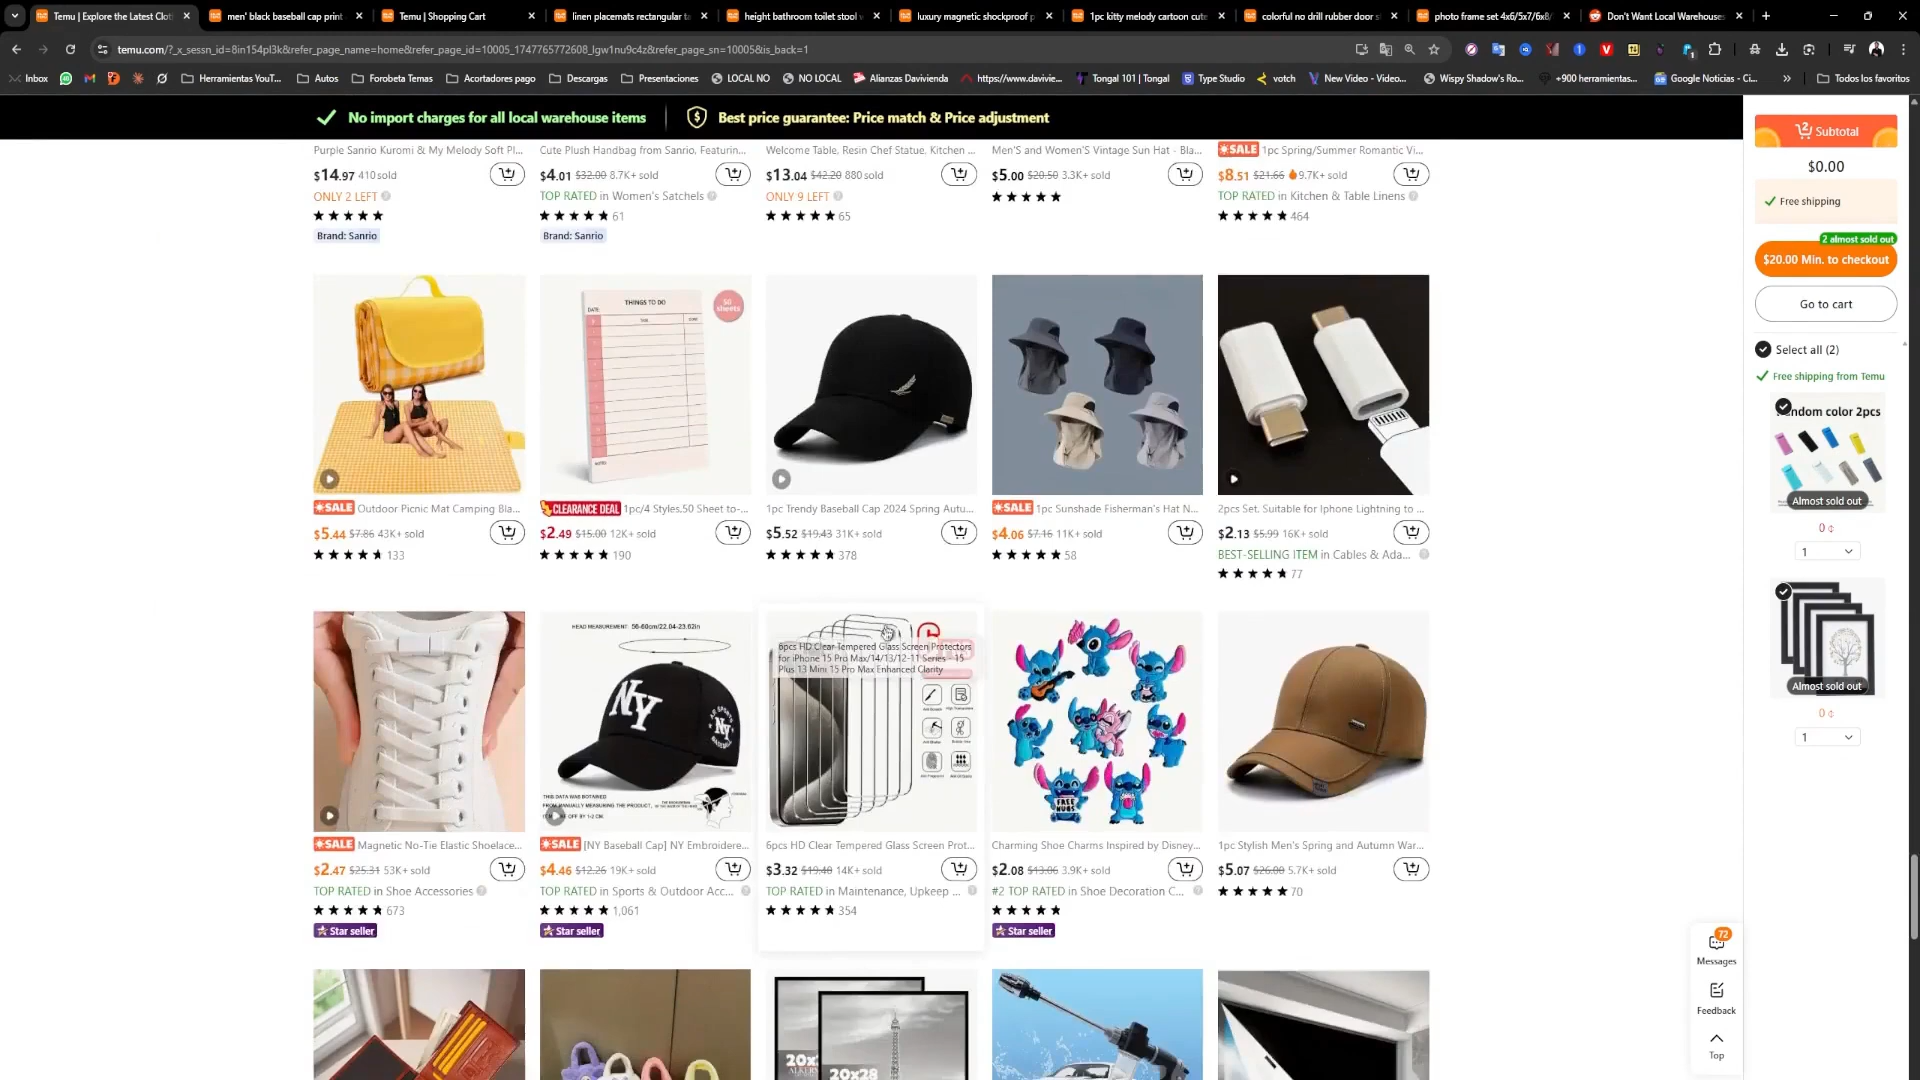 Temu | Explore the Latest Clot
men' black baseball cap print
Temu | Shopping Cart
linen placemats rectangular ta
height bathroom toilet stool v
luxury magnetic shockproof p
1pc kitty melody cartoon cute
colorful no drill rubber door s
photo frame set 4x6/5x7/6x8/
Don't Want Local Warehouses
temu.com/?_x_sessn_id=8in154pl3k&refer_page_name=home&refer_page_id=10005_1747765772608_lgw1nu9c4z&refer_page_sn=10005&is_back=1
Inbox
Herramientas YouT...
Autos
Forobeta Temas
Acortadores pago
Descargas
Presentaciones
LOCAL NO
NO LOCAL
Alianzas Davivienda
https://www.davivie...
Tongal 101 | Tongal
Type Studio
votch
New Video - Video...
Wispy Shadow's Ro...
+900 herramientas...
Google Noticias - Ci...
Todos los favoritos
No import charges for all local warehouse items
Best price guarantee: Price match & Price adjustment
Purple Sanrio Kuromi & My Melody Soft Pl...
$14.97 410 sold
ONLY 2 LEFT
Brand: Sanrio
Cute Plush Handbag from Sanrio, Featurin...
$4.01 $32.00 8.7K+ sold
TOP RATED in Women's Satchels
61
Brand: Sanrio
Welcome Table, Resin Chef Statue, Kitchen ...
$13.04 $42.20 880 sold
ONLY 9 LEFT
65
Men'S and Women'S Vintage Sun Hat - Bla...
$5.00 $20.50 3.3K+ sold
SALE 1pc Spring/Summer Romantic Vi...
$8.51 $21.66 9.7K+ sold
TOP RATED in Kitchen & Table Linens
464
SALE Outdoor Picnic Mat Camping Bla...
$5.44 $7.86 43K+ sold
133
THINGS TO DO
50 sheets
DATE:
NOTES:
CLEARANCE DEAL 1pc/4 Styles,50 Sheet to-...
$2.49 $15.00 12K+ sold
190
1pc Trendy Baseball Cap 2024 Spring Autu...
$5.52 $19.43 31K+ sold
378
SALE 1pc Sunshade Fisherman's Hat N...
$4.06 $7.16 11K+ sold
58
2pcs Set, Suitable for Iphone Lightning to ...
$2.13 $5.99 16K+ sold
BEST-SELLING ITEM in Cables & Ada...
77
SALE Magnetic No-Tie Elastic Shoelace...
$2.47 $25.31 53K+ sold
TOP RATED in Shoe Accessories
673
Star seller
HEAD MEASUREMENT: 56-60cm/22.04-23.62in
NY
NY
THIS DATA WAS BOTAINED
FROM MANUALLY MEASURING THE PRODUCT,
SALE [NY Baseball Cap] NY Embroidere...
$4.46 $12.26 19K+ sold
TOP RATED in Sports & Outdoor Acc...
1,061
Star seller
6pcs HD Clear Tempered Glass Screen Protectors
for iPhone 15 Pro Max/14/13/12-11 Series - 15
Plus 13 Mini 15 Pro Max Enhanced Clarity
6pcs HD Clear Tempered Glass Screen Prot...
$3.32 $19.40 14K+ sold
TOP RATED in Maintenance, Upkeep ...
354
FREE HUGS
Charming Shoe Charms Inspired by Disney...
$2.08 $13.06 3.9K+ sold
#2 TOP RATED in Shoe Decoration C...
Star seller
1pc Stylish Men's Spring and Autumn War...
$5.07 $26.00 5.7K+ sold
70
20x28
2
Subtotal
$0.00
Free shipping
2 almost sold out
$20.00 Min. to checkout
Go to cart
Select all (2)
Free shipping from Temu
ndom color 2pcs
Almost sold out
0 ¢
1
Almost sold out
0 ¢
1
72
Messages
Feedback
Top